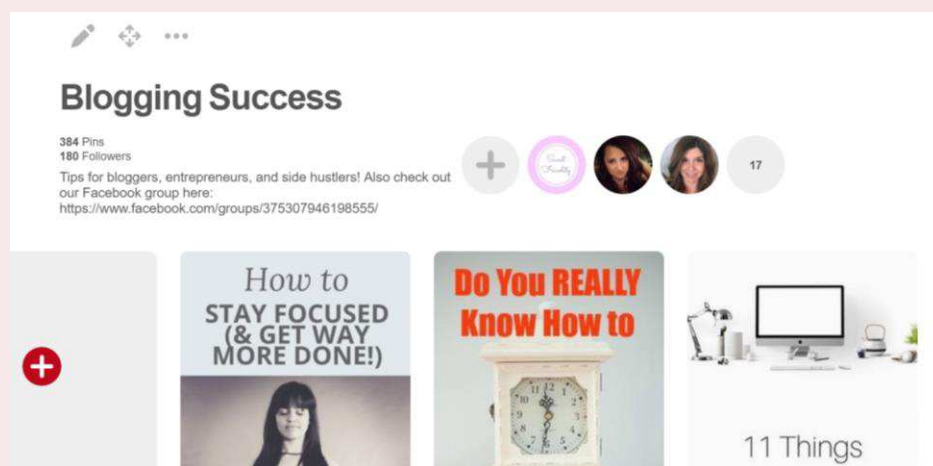 Blogging Success
384 Pins
180 Followers
Tips for bloggers, entrepreneurs, and side hustlers! Also check out
our Facebook group here:
https://www.facebook.com/groups/375307946198555/
17
How to
STAY FOCUSED
(& GET WAY
MORE DONE!)
Do You REALLY
Know How to
11 Things